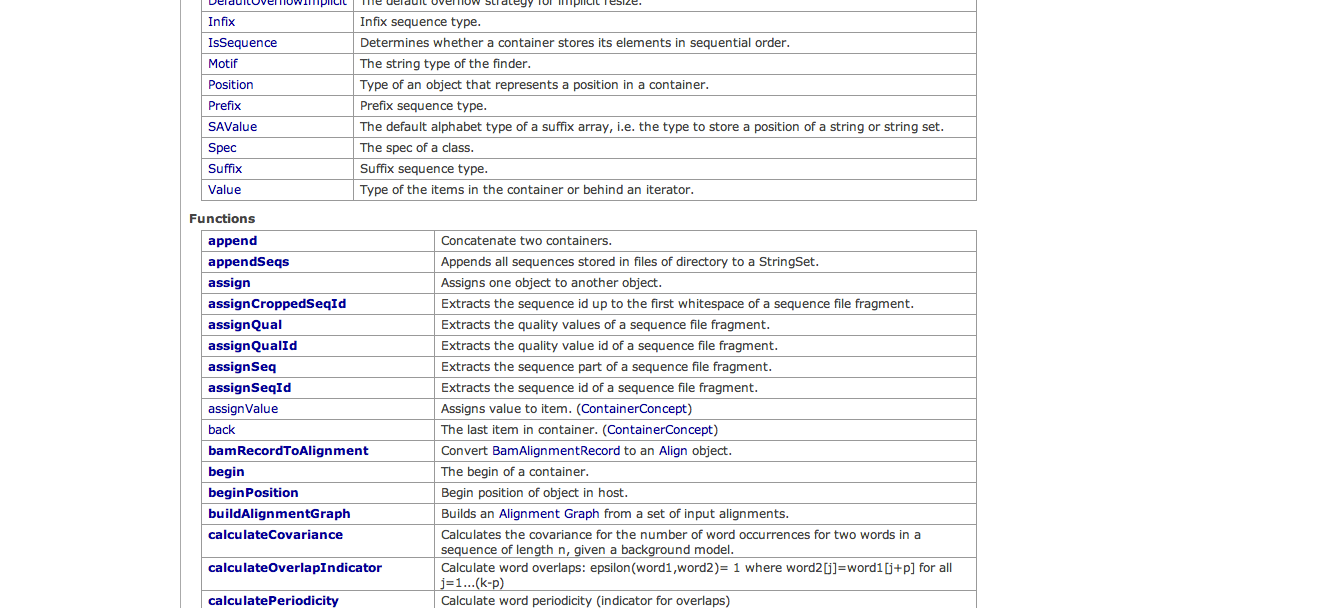 DefaultOverflowImplicit The default overflow strategy for implicit resize.
Infix Infix sequence type.
IsSequence Determines whether a container stores its elements in sequential order.
Motif The string type of the finder.
Position Type of an object that represents a position in a container.
Prefix Prefix sequence type.
SAValue The default alphabet type of a suffix array, i.e. the type to store a position of a string or string set.
Spec The spec of a class.
Suffix Suffix sequence type.
Value Type of the items in the container or behind an iterator.
Functions
append Concatenate two containers.
appendSeqs Appends all sequences stored in files of directory to a StringSet.
assign Assigns one object to another object.
assignCroppedSeqId Extracts the sequence id up to the first whitespace of a sequence file fragment.
assignQual Extracts the quality values of a sequence file fragment.
assignQualId Extracts the quality value id of a sequence file fragment.
assignSeq Extracts the sequence part of a sequence file fragment.
assignSeqId Extracts the sequence id of a sequence file fragment.
assignValue Assigns value to item. (ContainerConcept)
back The last item in container. (ContainerConcept)
bamRecordToAlignment Convert BamAlignmentRecord to an Align object.
begin The begin of a container.
beginPosition Begin position of object in host.
buildAlignmentGraph Builds an Alignment Graph from a set of input alignments.
calculateCovariance Calculates the covariance for the number of word occurrences for two words in a
sequence of length n, given a background model.
calculateOverlapIndicator Calculate word overlaps: epsilon(word1,word2)= 1 where word2[j]=word1[j+p] for all
j=1...(k-p)
calculatePeriodicity Calculate word periodicity (indicator for overlaps)